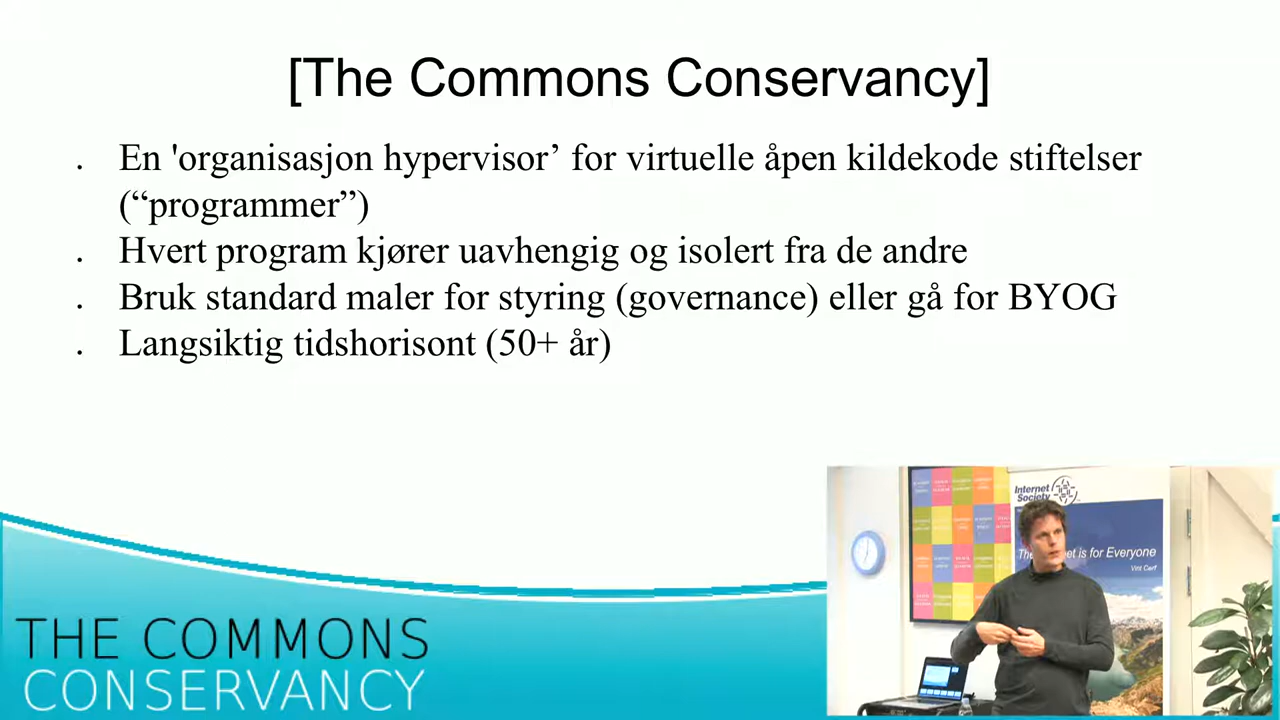 [The Commons Conservancy]
. En 'organisasjon hypervisor’ for virtuelle åpen kildekode stiftelser
(“programmer”)
. Hvert program kjører uavhengig og isolert fra de andre
. Bruk standard maler for styring (governance) eller gå for BYOG
. Langsiktig tidshorisont (50+ år)
Internet
Society
is for Everyone
Vint Cerf
THE COMMONS
CONSERVANCY